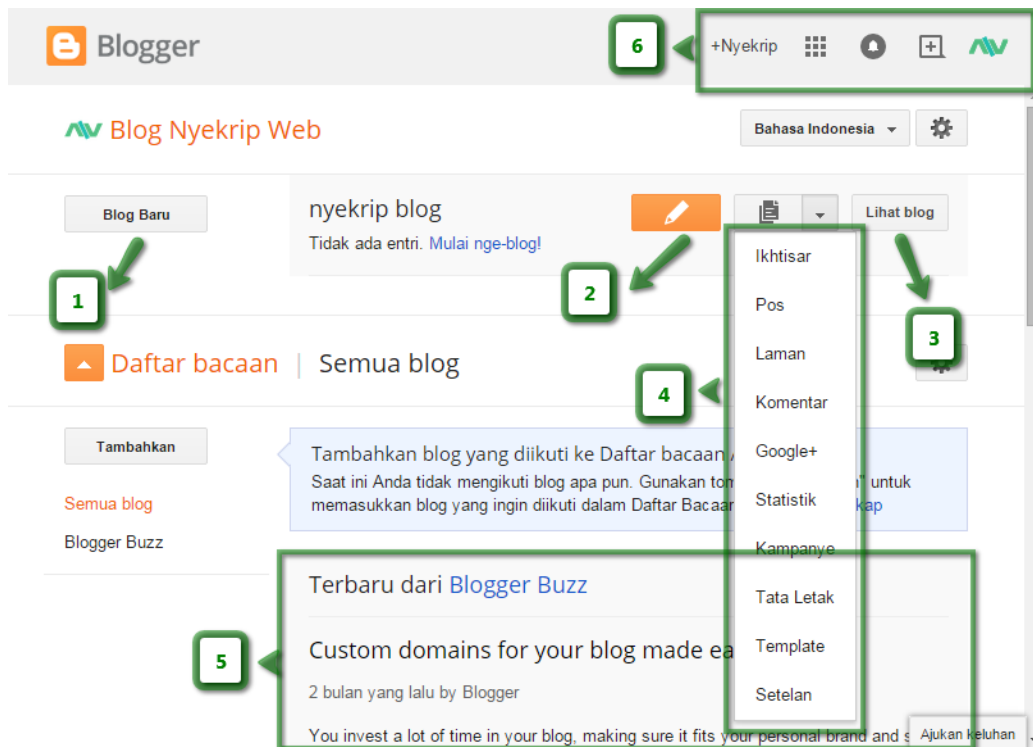 Blogger
6
+Nyekrip
Blog Nyekrip Web
Bahasa Indonesia
Blog Baru
nyekrip blog
Lihat blog
Tidak ada entri. Mulai nge-blog!
1
2
3
4
Ikhtisar
Pos
Laman
Komentar
Google+
Statistik
Kampanye
Tata Letak
Template
Setelan
Daftar bacaan | Semua blog
Tambahkan
Semua blog
Blogger Buzz
Tambahkan blog yang diikuti ke Daftar bacaan
Saat ini Anda tidak mengikuti blog apa pun. Gunakan untuk
memasukkan blog yang ingin diikuti dalam Daftar Bacaan
5
Terbaru dari Blogger Buzz
Custom domains for your blog made
2 bulan yang lalu by Blogger
You invest a lot of time in your blog, making sure it fits your personal brand and
Ajukan keluhan